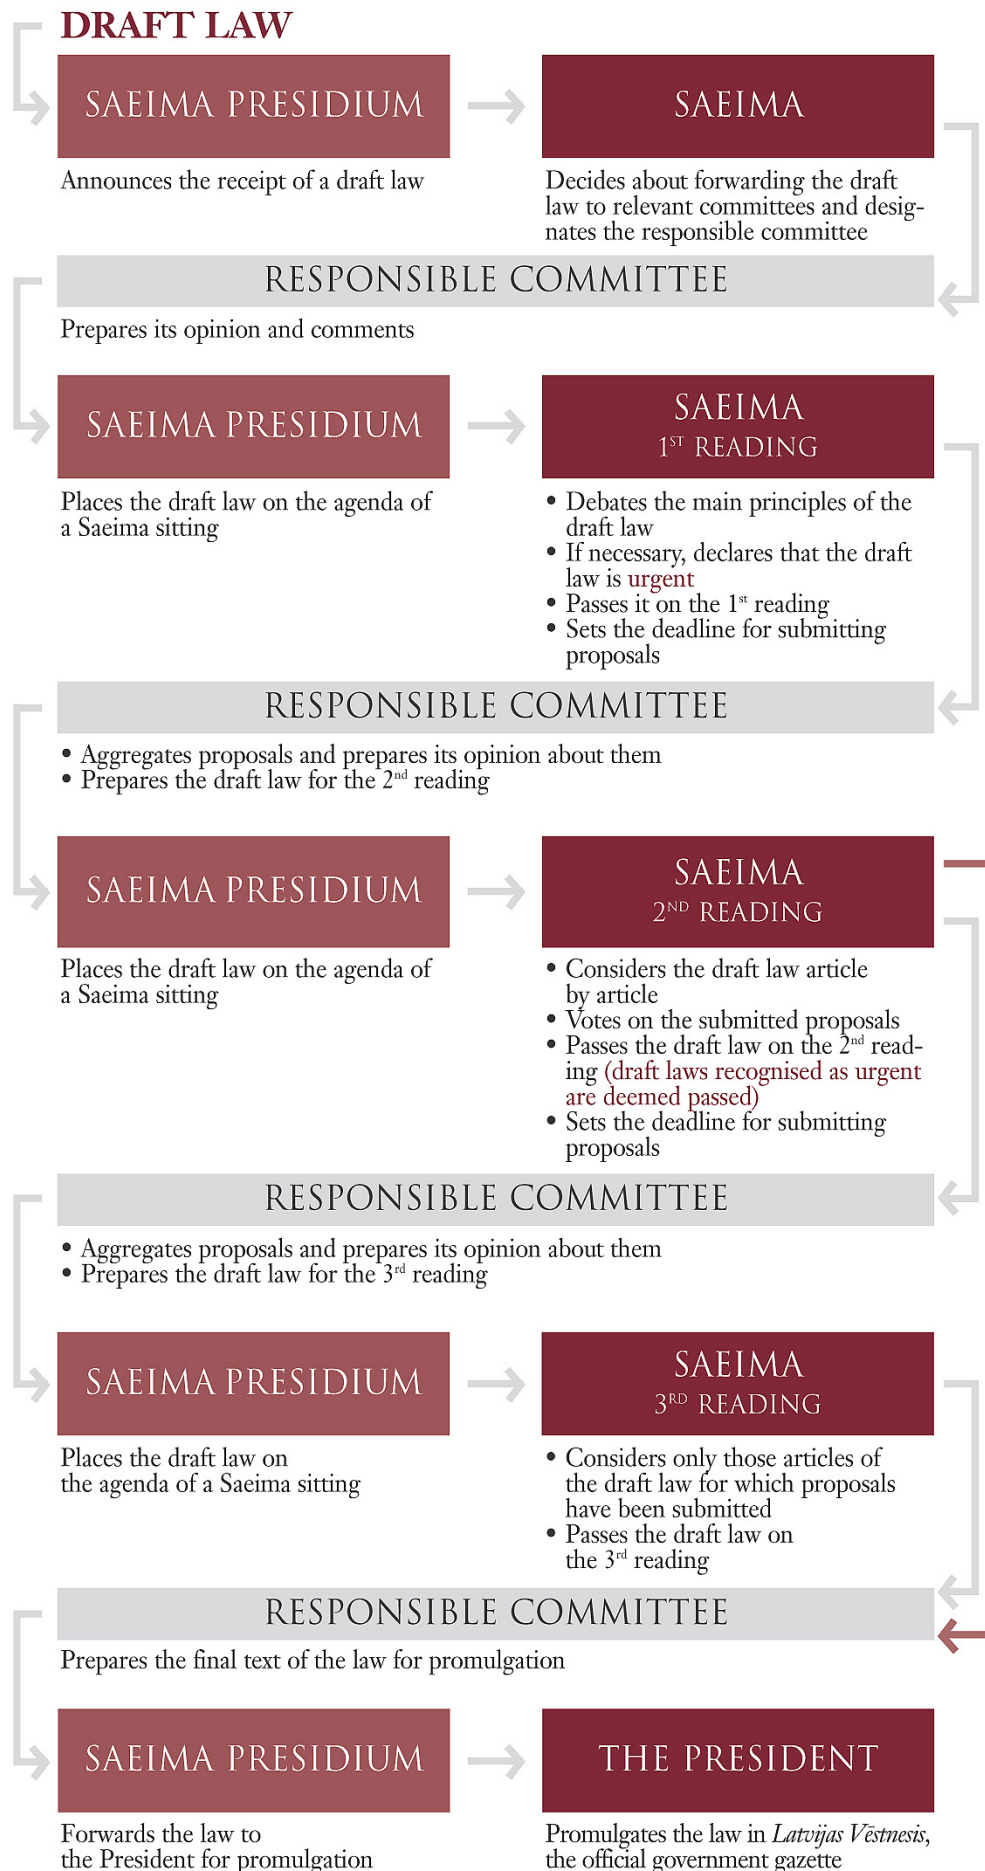 DRAFT LAW
SAEIMA PRESIDIUM
Announces the receipt of a draft law
SAEIMA
Decides about forwarding the draft
law to relevant committees and desig-
nates the responsible committee
RESPONSIBLE COMMITTEE
Prepares its opinion and comments
SAEIMA PRESIDIUM
Places the draft law on the agenda of
a Saeima sitting
SAEIMA
1ST READING
• Debates the main principles of the
draft law
• If necessary, declares that the draft
law is urgent
• Passes it on the 1st reading
• Sets the deadline for submitting
proposals
RESPONSIBLE COMMITTEE
• Aggregates proposals and prepares its opinion about them
• Prepares the draft law for the 2nd reading
SAEIMA PRESIDIUM
Places the draft law on the agenda of
a Saeima sitting
SAEIMA
2ND READING
• Considers the draft law article
by article
• Votes on the submitted proposals
• Passes the draft law on the 2nd read-
ing (draft laws recognised as urgent
are deemed passed)
• Sets the deadline for submitting
proposals
RESPONSIBLE COMMITTEE
• Aggregates proposals and prepares its opinion about them
• Prepares the draft law for the 3rd reading
SAEIMA PRESIDIUM
Places the draft law on
the agenda of a Saeima sitting
SAEIMA
3RD READING
• Considers only those articles of
the draft law for which proposals
have been submitted
• Passes the draft law on
the 3rd reading
RESPONSIBLE COMMITTEE
Prepares the final text of the law for promulgation
SAEIMA PRESIDIUM
Forwards the law to
the President for promulgation
THE PRESIDENT
Promulgates the law in Latvijas Vēstnesis,
the official government gazette